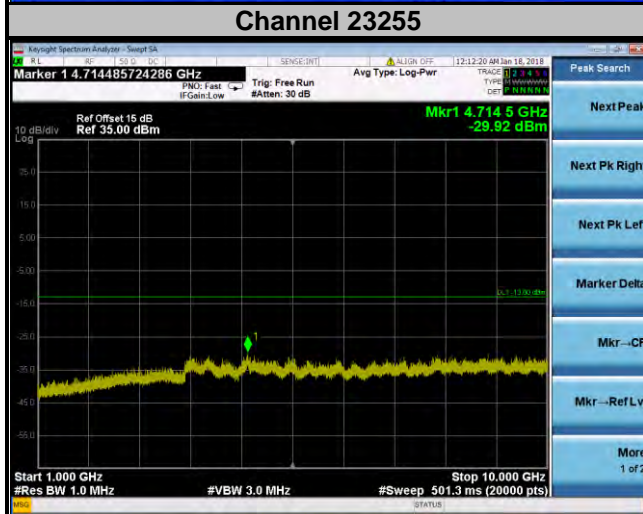 Channel 23255
Keysight Spectrum Analyzer - Swept SA
RL RF 50 Ω DC SENSE:INT ALIGN OFF 12:12:20 AM Jan 18, 2018
Marker 1 4.714485724286 GHz Avg Type: Log-Pwr TRACE 1 2 3 4 5 6
PNO: Fast Trig: Free Run TYPE M WWWWW
IFGain:Low #Atten: 30 dB DET P N N N N N
Peak Search
Mkr1 4.714 5 GHz
-29.92 dBm
Ref Offset 15 dB
10 dB/div Ref 35.00 dBm
Log
25.0
15.0
5.00
-5.00
-15.0
-25.0
-35.0
-45.0
-55.0
DL1 -13.00 dBm
1
Start 1.000 GHz Stop 10.000 GHz
#Res BW 1.0 MHz #VBW 3.0 MHz #Sweep 501.3 ms (20000 pts)
MSG STATUS
Next Peak
Next Pk Right
Next Pk Left
Marker Delta
Mkr→CF
Mkr→Ref Lvl
More
1 of 2